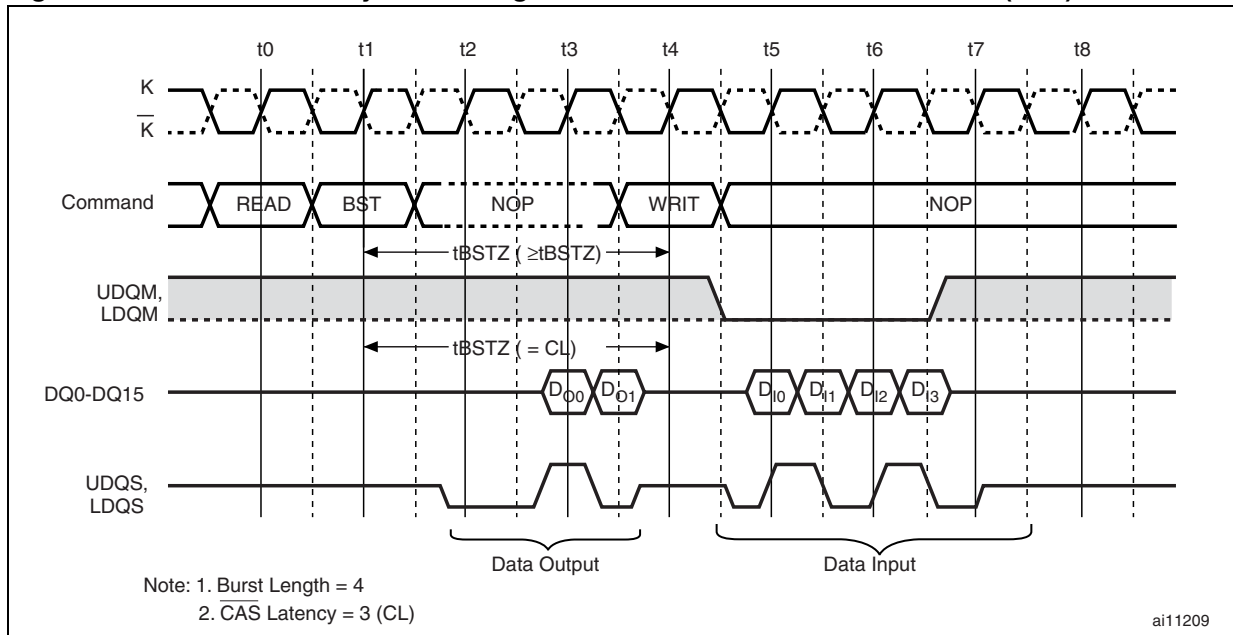 t0 t1 t2 t3 t4 t5 t6 t7 t8
K
K
Command READ BST NOP WRIT NOP
tBSTZ ( ≥tBSTZ)
UDQM,
LDQM
tBSTZ ( = CL)
DQ0-DQ15 DO0 DO1 DI0 DI1 DI2 DI3
UDQS,
LDQS
Data Output Data Input
Note: 1. Burst Length = 4
2. CAS Latency = 3 (CL)
ai11209